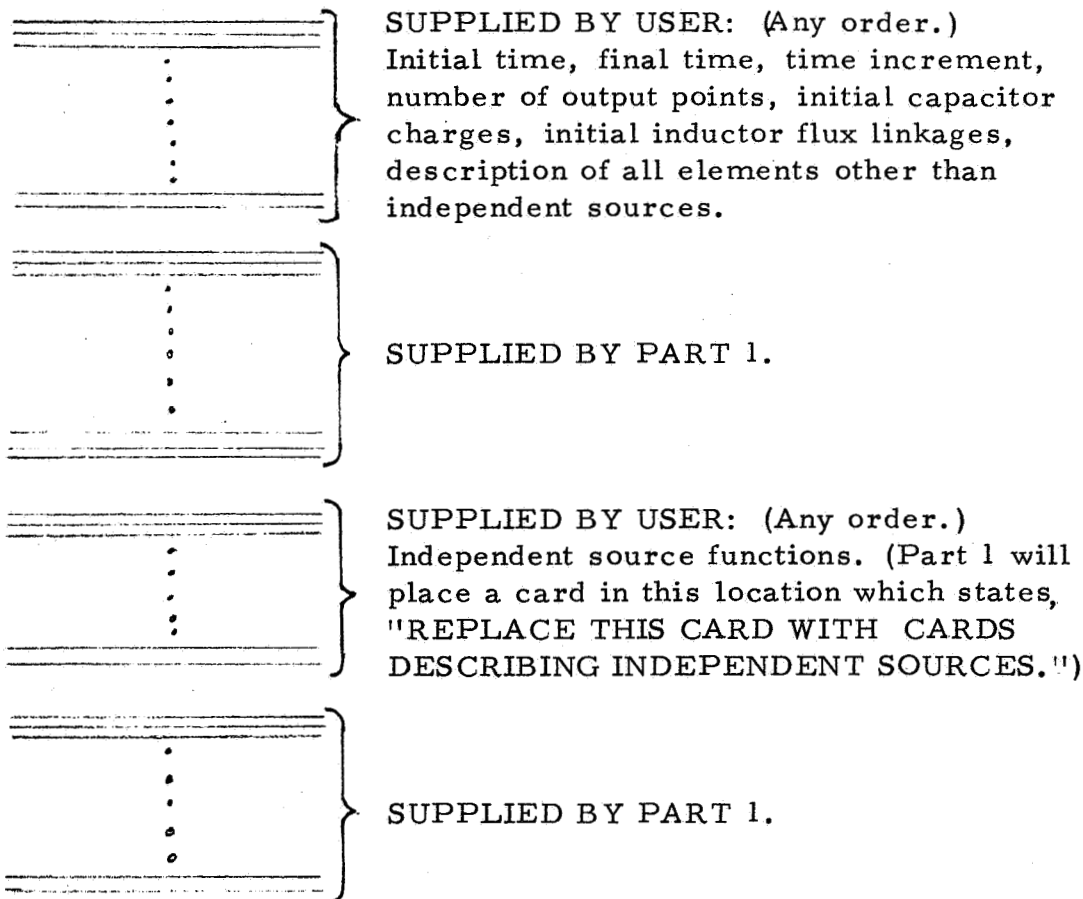 SUPPLIED BY USER: (Any order.)
Initial time, final time, time increment,
number of output points, initial capacitor
charges, initial inductor flux linkages,
description of all elements other than
independent sources.
SUPPLIED BY PART 1.
SUPPLIED BY USER: (Any order.)
Independent source functions. (Part 1 will
place a card in this location which states,
"REPLACE THIS CARD WITH CARDS
DESCRIBING INDEPENDENT SOURCES.")
SUPPLIED BY PART 1.